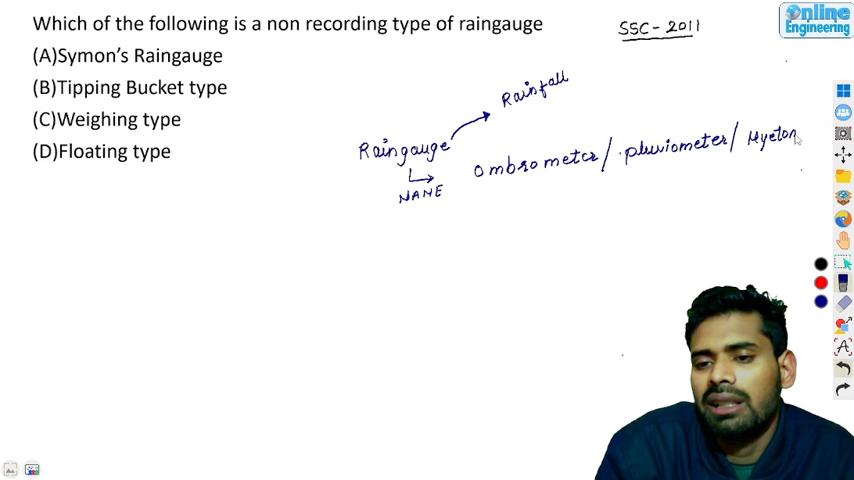 Which of the following is a non recording type of raingauge
SSC-2011
(A)Symon's Raingauge
(B)Tipping Bucket type
(C)Weighing type
(D)Floating type
Rainfall
Raingauge
NAME
ombrometer/ pluviometer/ Hyeton
Online
Engineering
A